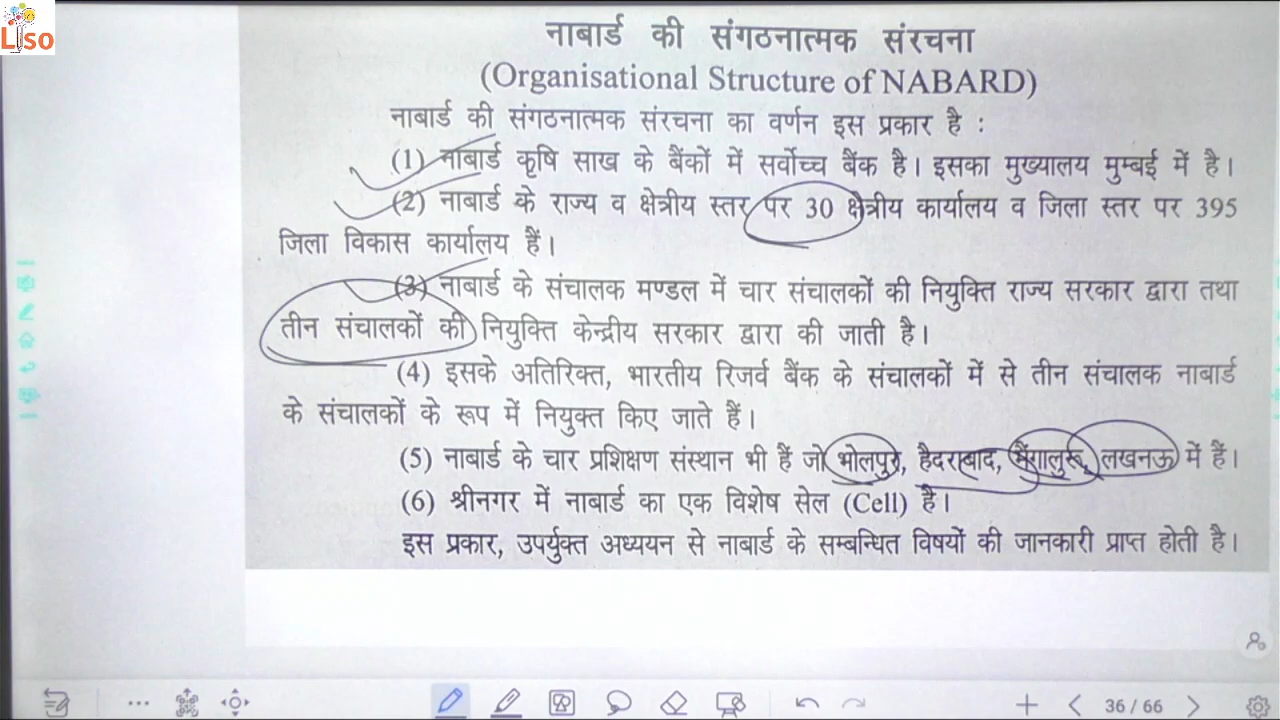 Liso
नाबार्ड की संगठनात्मक संरचना
(Organisational Structure of NABARD)
नाबार्ड की संगठनात्मक संरचना का वर्णन इस प्रकार है :
(1) नाबार्ड कृषि साख के बैंकों में सर्वोच्च बैंक है। इसका मुख्यालय मुम्बई में है।
(2) नाबार्ड के राज्य व क्षेत्रीय स्तर पर 30 क्षेत्रीय कार्यालय व जिला स्तर पर 395
जिला विकास कार्यालय हैं।
(3) नाबार्ड के संचालक मण्डल में चार संचालकों की नियुक्ति राज्य सरकार द्वारा तथा
तीन संचालकों की नियुक्ति केन्द्रीय सरकार द्वारा की जाती है।
(4) इसके अतिरिक्त, भारतीय रिजर्व बैंक के संचालकों में से तीन संचालक नाबार्ड
के संचालकों के रूप में नियुक्त किए जाते हैं।
(5) नाबार्ड के चार प्रशिक्षण संस्थान भी हैं जो भोलपुर, हैदराबाद, मैंगालुरू, लखनऊ में हैं।
(6) श्रीनगर में नाबार्ड का एक विशेष सेल (Cell) है।
इस प्रकार, उपर्युक्त अध्ययन से नाबार्ड के सम्बन्धित विषयों की जानकारी प्राप्त होती है।
36 / 66